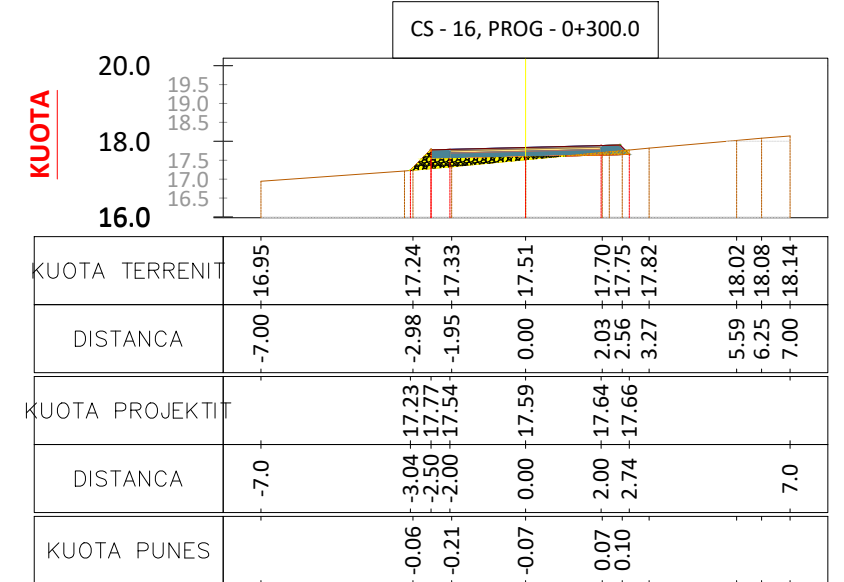 CS - 16, PROG - 0+300.0
KUOTA
20.0
19.5
19.0
18.5
18.0
17.5
17.0
16.5
16.0
KUOTA TERRENIT 16.95 17.24 17.33 17.51 17.70 17.75 17.82 18.02 18.08 18.14
DISTANCA -7.00 -2.98 -1.95 0.00 2.03 2.56 3.27 5.59 6.25 7.00
KUOTA PROJEKTIT 17.23 17.77 17.54 17.59 17.64 17.66
DISTANCA -7.0 -3.04 -2.50 -2.00 0.00 2.00 2.74 7.0
KUOTA PUNES -0.06 -0.21 -0.07 0.07 0.10